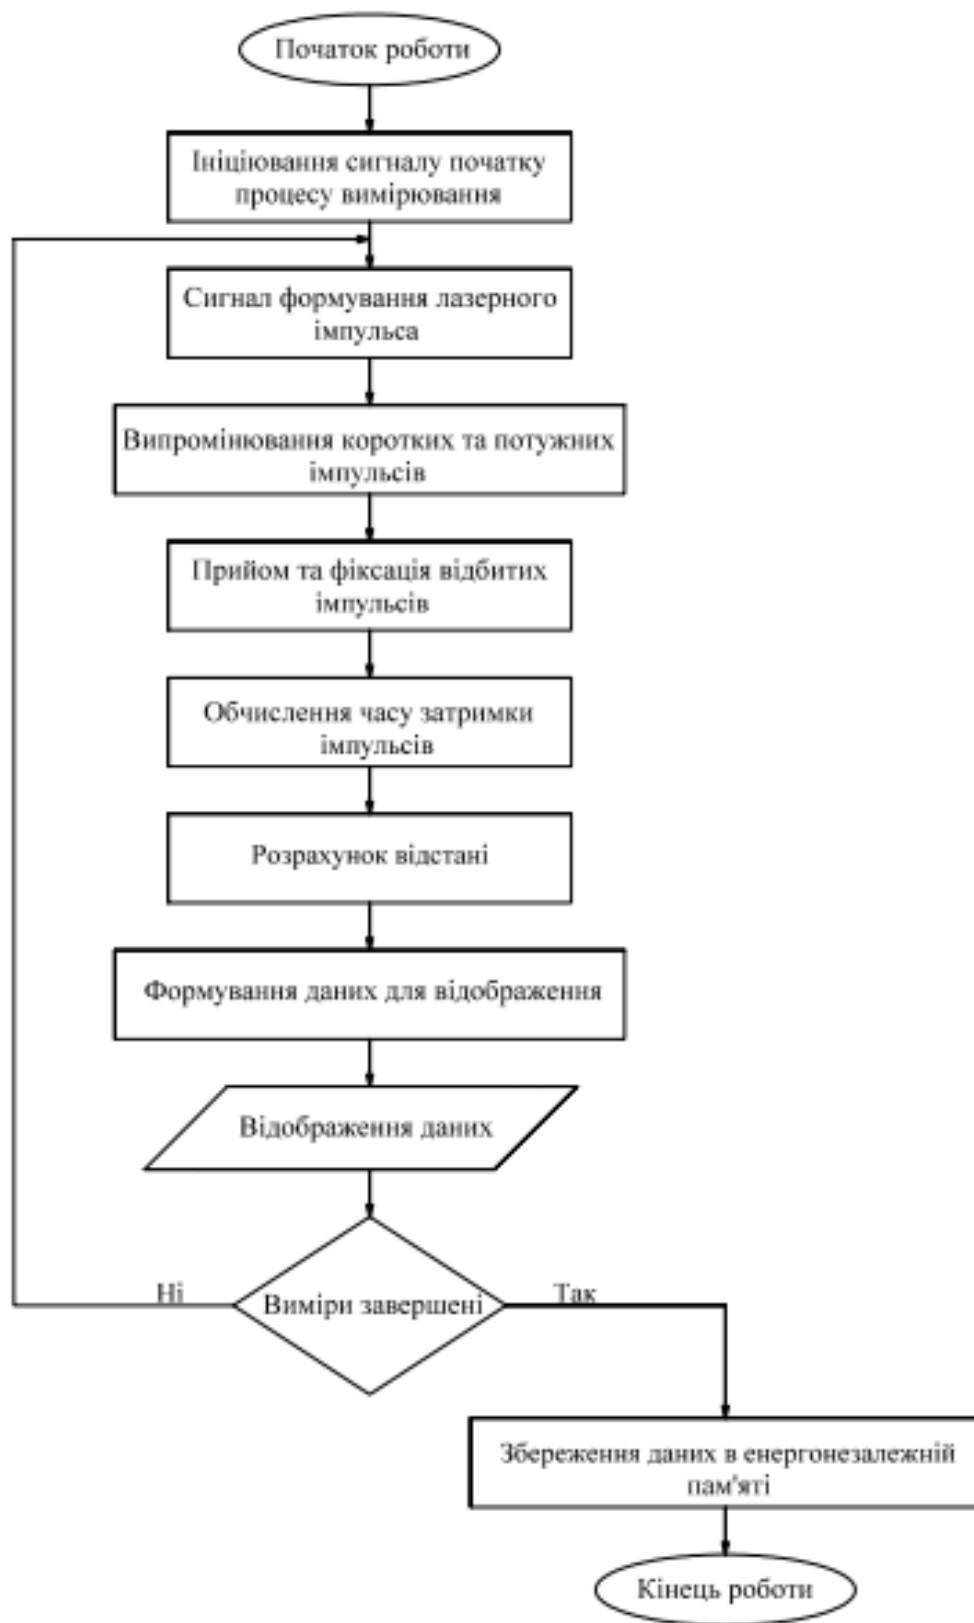 Початок роботи
Ініціювання сигналу початку
процесу вимірювання
Сигнал формування лазерного
імпульса
Випромінювання коротких та потужних
імпульсів
Прийом та фіксація відбитих
імпульсів
Обчислення часу затримки
імпульсів
Розрахунок відстані
Формування даних для відображення
Відображення даних
Ні
Виміри завершені
Так
Збереження даних в енергонезалежній
пам'яті
Кінець роботи